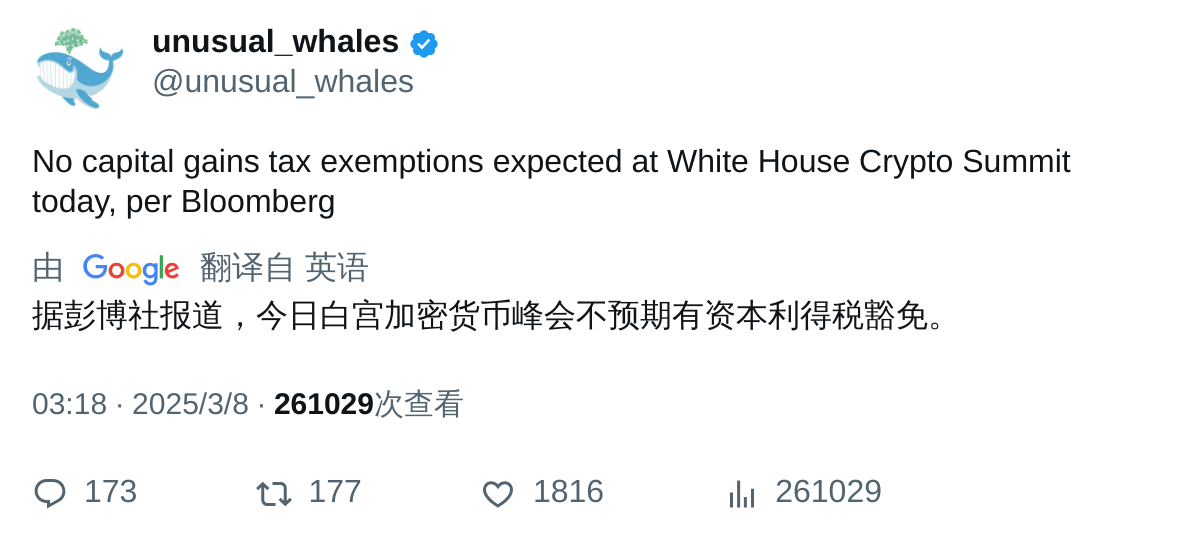 unusual_whales
@unusual_whales
No capital gains tax exemptions expected at White House Crypto Summit
today, per Bloomberg
由 Google 翻译自 英语
据彭博社报道，今日白宫加密货币峰会不预期有资本利得税豁免。
03:18 · 2025/3/8 · 261029次查看
173 177 1816 261029